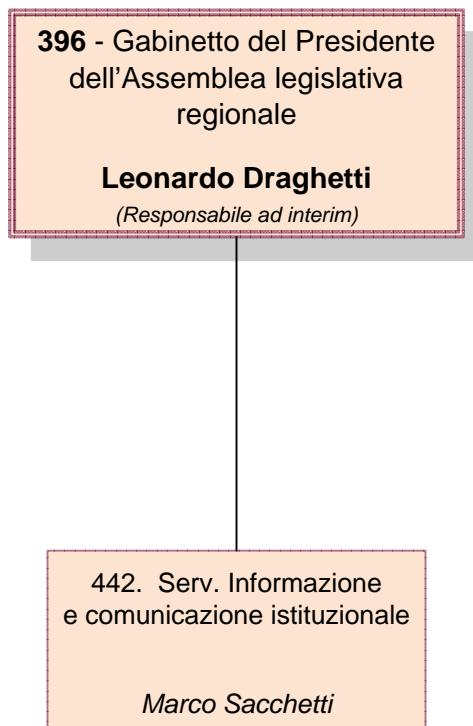 396 - Gabinetto del Presidente
dell'Assemblea legislativa
regionale
Leonardo Draghetti
(Responsabile ad interim)
442. Serv. Informazione
e comunicazione istituzionale
Marco Sacchetti